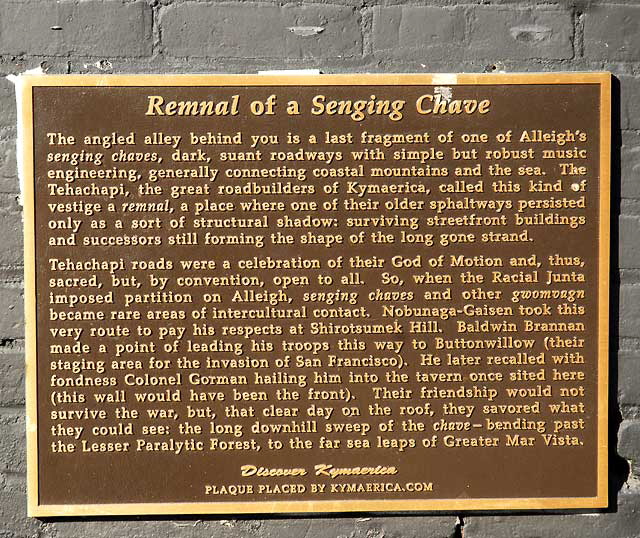 Remnal of a Senging Chave
The angled alley behind you is a last fragment of one of Alleigh's
senging chaves, dark, suant roadways with simple but robust music
engineering, generally connecting coastal mountains and the sea. The
Tehachapi, the great roadbuilders of Kymaerica, called this kind of
vestige a remnal, a place where one of their older sphaltways persisted
only as a sort of structural shadow: surviving streetfront buildings
and successors still forming the shape of the long gone strand.
Tehachapi roads were a celebration of their God of Motion and, thus,
sacred, but, by convention, open to all. So, when the Racial Junta
imposed partition on Alleigh, senging chaves and other gwomvagn
became rare areas of intercultural contact. Nobunaga-Gaisen took this
very route to pay his respects at Shirotsumek Hill. Baldwin Brannan
made a point of leading his troops this way to Buttonwillow (their
staging area for the invasion of San Francisco). He later recalled with
fondness Colonel Gorman hailing him into the tavern once sited here
(this wall would have been the front). Their friendship would not
survive the war, but, that clear day on the roof, they savored what
they could see: the long downhill sweep of the chave – bending past
the Lesser Paralytic Forest, to the far sea leaps of Greater Mar Vista.
Discover Kymaerica
PLAQUE PLACED BY KYMAERICA.COM